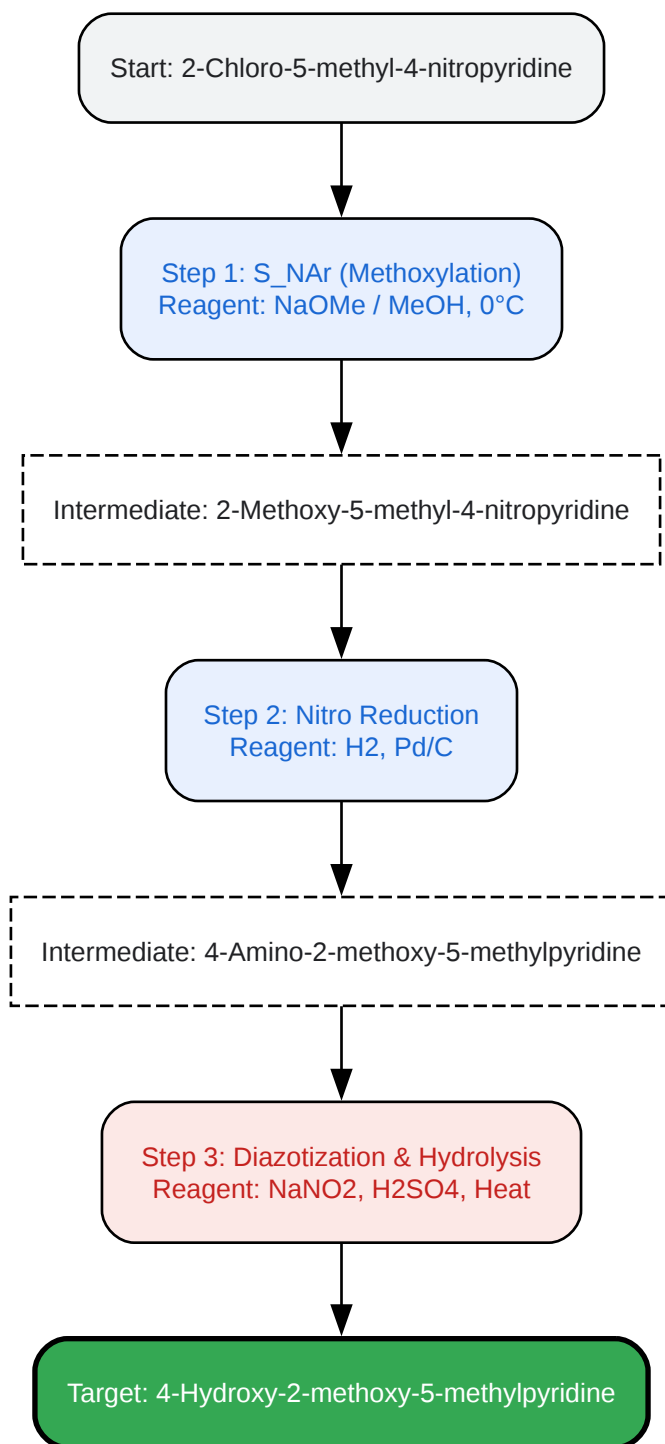 Start: 2-Chloro-5-methyl-4-nitropyridine
Step 1: S_NAr (Methoxylation)
Reagent: NaOMe / MeOH, 0°C
Intermediate: 2-Methoxy-5-methyl-4-nitropyridine
Step 2: Nitro Reduction
Reagent: H2, Pd/C
Intermediate: 4-Amino-2-methoxy-5-methylpyridine
Step 3: Diazotization & Hydrolysis
Reagent: NaNO2, H2SO4, Heat
Target: 4-Hydroxy-2-methoxy-5-methylpyridine